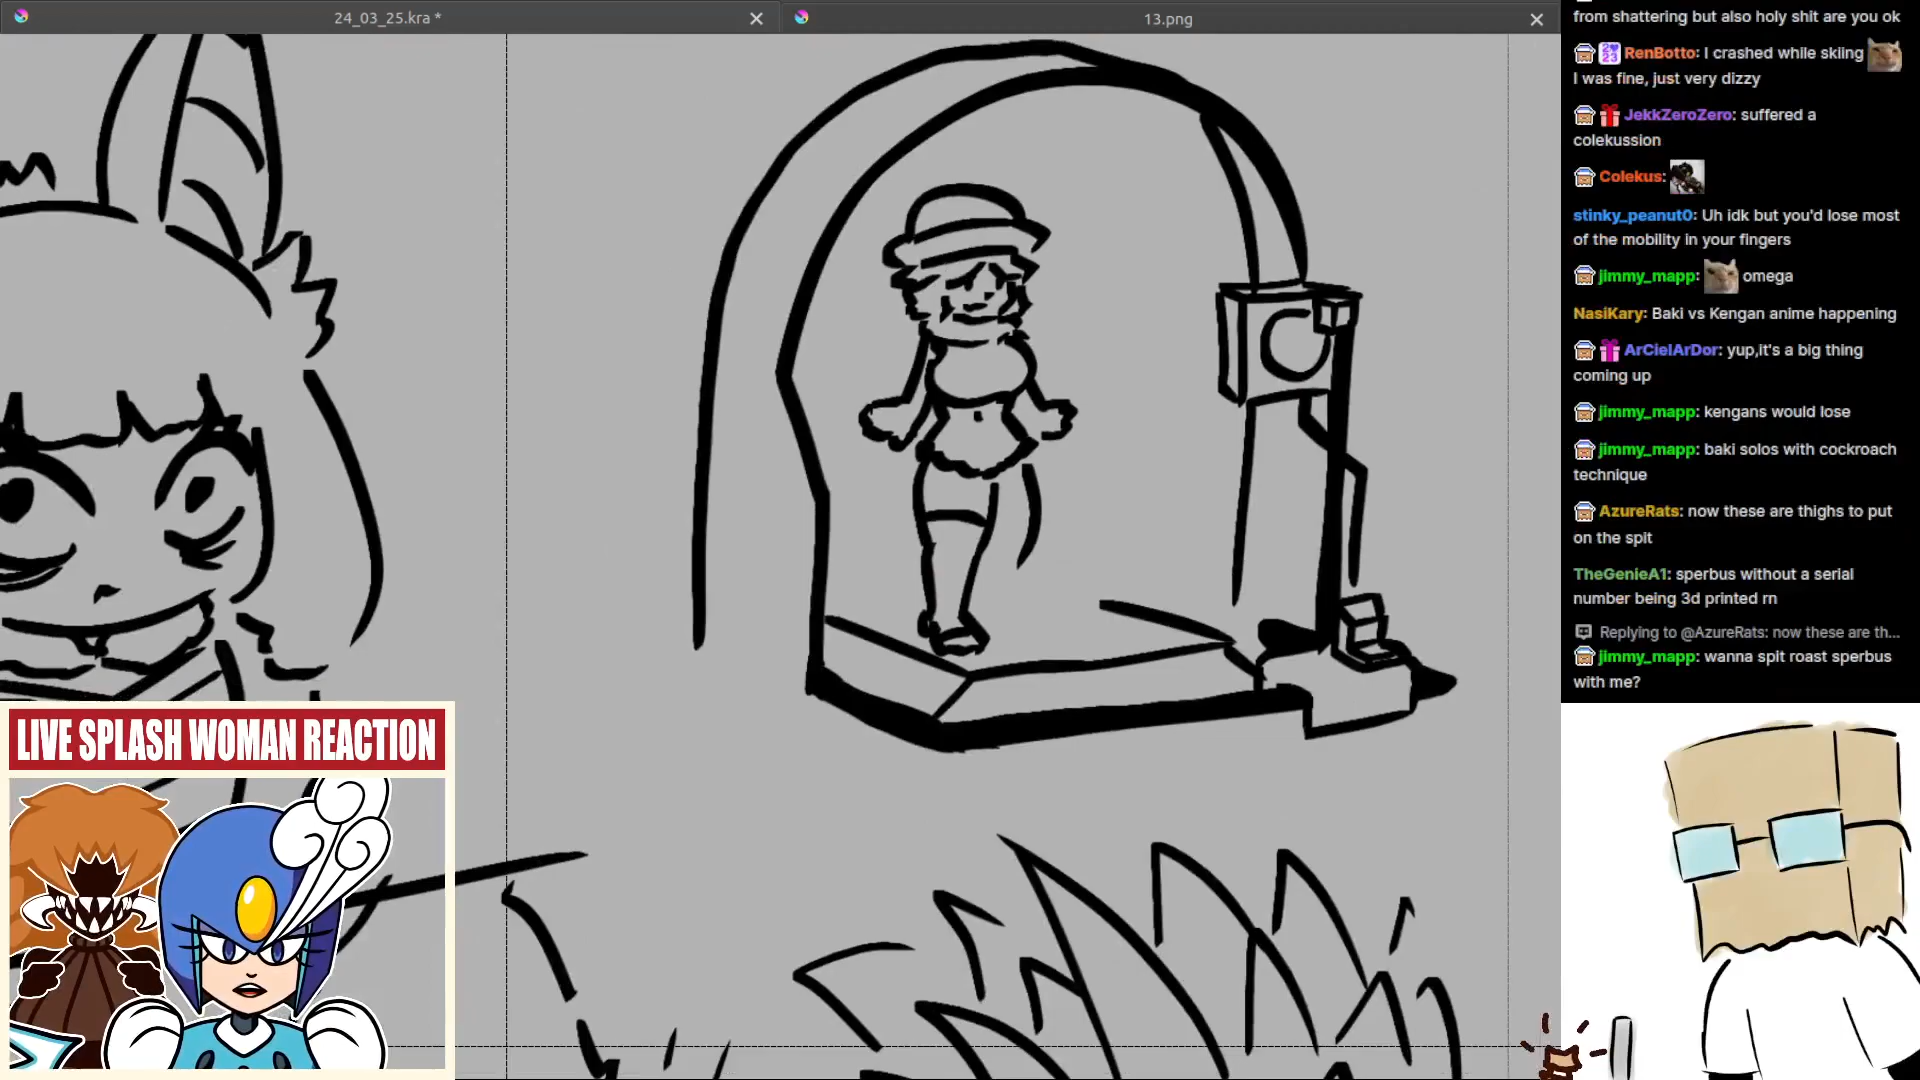 24_03_25.kra *
13.png
from shattering but also holy shit are you ok
RenBotto: I crashed while skiing
I was fine, just very dizzy
JekkZeroZero: suffered a
colekussion
Colekus:
stinky_peanut0: Uh idk but you'd lose most
of the mobility in your fingers
jimmy_mapp: omega
NasiKary: Baki vs Kengan anime happening
ArCielArDor: yup,it's a big thing
coming up
jimmy_mapp: kengans would lose
jimmy_mapp: baki solos with cockroach
technique
AzureRats: now these are thighs to put
on the spit
TheGenieA1: sperbus without a serial
number being 3d printed rn
Replying to @AzureRats: now these are th...
jimmy_mapp: wanna spit roast sperbus
with me?
LIVE SPLASH WOMAN REACTION